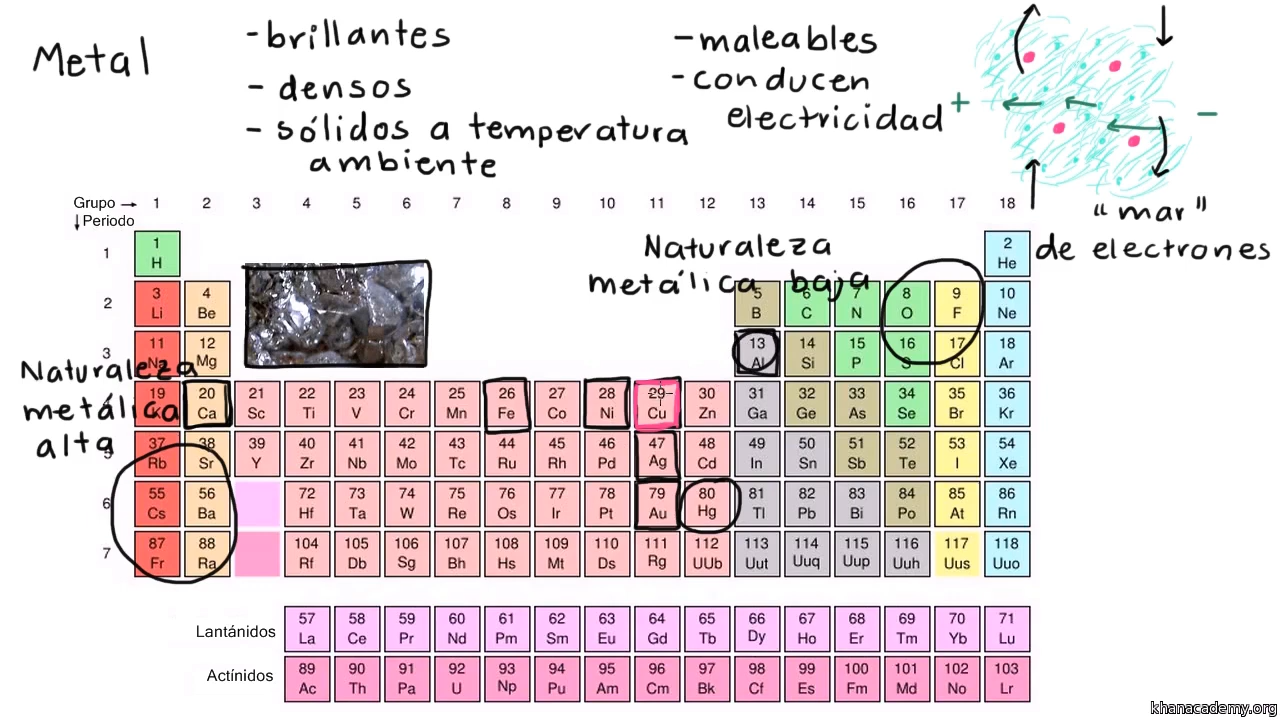 Metal
-brillantes
- densos
- sólidos a temperatura
ambiente
-maleables
-conducen
electricidad
+
-
"mar"
de electrones
Grupo → 1 2 3 4 5 6 7 8 9 10 11 12 13 14 15 16 17 18
↓Periodo
Naturaleza
metálica baja
Naturaleza
metálica
alta
1 1 2
H He
2 3 4 5 6 7 8 9 10
Li Be B C N O F Ne
3 11 12 13 14 15 16 17 18
Na Mg Al Si P S Cl Ar
19 20 21 22 23 24 25 26 27 28 29 30 31 32 33 34 35 36
K Ca Sc Ti V Cr Mn Fe Co Ni Cu Zn Ga Ge As Se Br Kr
5 37 38 39 40 41 42 43 44 45 46 47 48 49 50 51 52 53 54
Rb Sr Y Zr Nb Mo Tc Ru Rh Pd Ag Cd In Sn Sb Te I Xe
6 55 56 72 73 74 75 76 77 78 79 80 81 82 83 84 85 86
Cs Ba Hf Ta W Re Os Ir Pt Au Hg Tl Pb Bi Po At Rn
7 87 88 104 105 106 107 108 109 110 111 112 113 114 115 116 117 118
Fr Ra Rf Db Sg Bh Hs Mt Ds Rg UUb Uut Uuq Uup Uuh Uus Uuo
Lantánidos 57 58 59 60 61 62 63 64 65 66 67 68 69 70 71
La Ce Pr Nd Pm Sm Eu Gd Tb Dy Ho Er Tm Yb Lu
Actínidos 89 90 91 92 93 94 95 96 97 98 99 100 101 102 103
Ac Th Pa U Np Pu Am Cm Bk Cf Es Fm Md No Lr
khanacademy.org